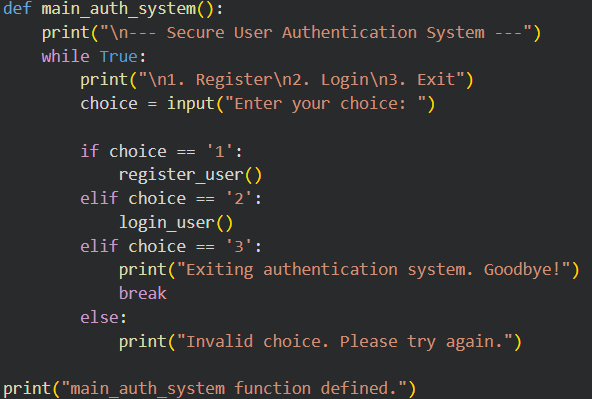 def main_auth_system():
    print("\n--- Secure User Authentication System ---")
    while True:
        print("\n1. Register\n2. Login\n3. Exit")
        choice = input("Enter your choice: ")

        if choice == '1':
            register_user()
        elif choice == '2':
            login_user()
        elif choice == '3':
            print("Exiting authentication system. Goodbye!")
            break
        else:
            print("Invalid choice. Please try again.")

print("main_auth_system function defined.")